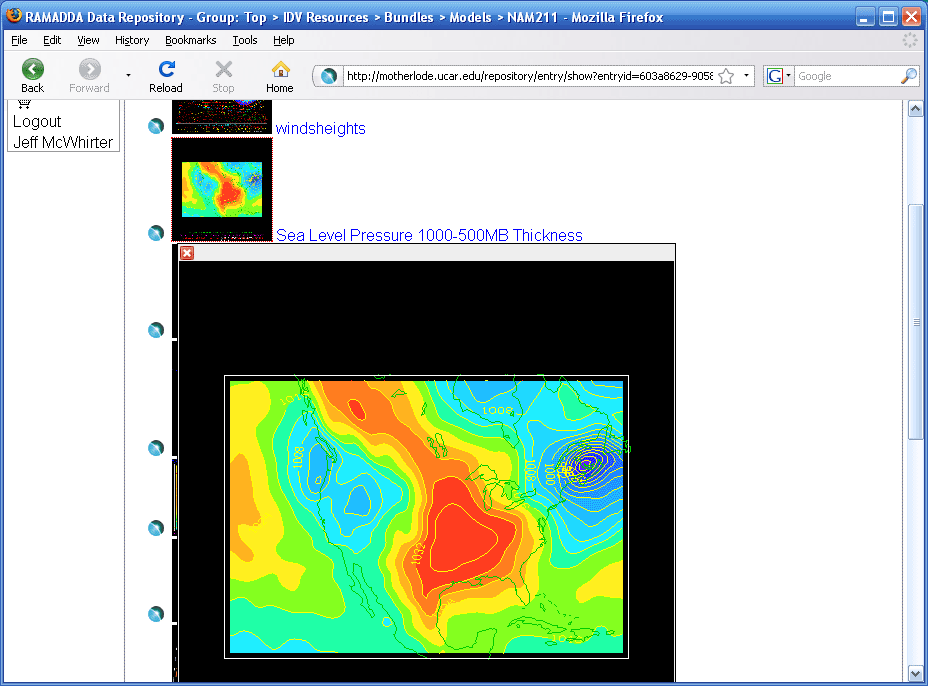 RAMADDA Data Repository - Group: Top > IDV Resources > Bundles > Models > NAM211 - Mozilla Firefox
File Edit View History Bookmarks Tools Help
Back Forward Reload Stop Home http://motherlode.ucar.edu/repository/entry/show?entryid=603a8629-9058 G Google
Logout
Jeff McWhirter
windsheights
Sea Level Pressure 1000-500MB Thickness
1008
1008
1000
1032